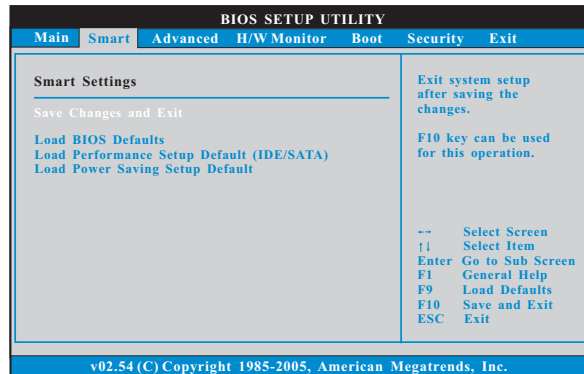 BIOS SETUP UTILITY
Main Smart Advanced H/W Monitor Boot Security Exit
Smart Settings
Save Changes and Exit
Load BIOS Defaults
Load Performance Setup Default (IDE/SATA)
Load Power Saving Setup Default
Exit system setup
after saving the
changes.
F10 key can be used
for this operation.
←→ Select Screen
↑↓ Select Item
Enter Go to Sub Screen
F1 General Help
F9 Load Defaults
F10 Save and Exit
ESC Exit
v02.54 (C) Copyright 1985-2005, American Megatrends, Inc.